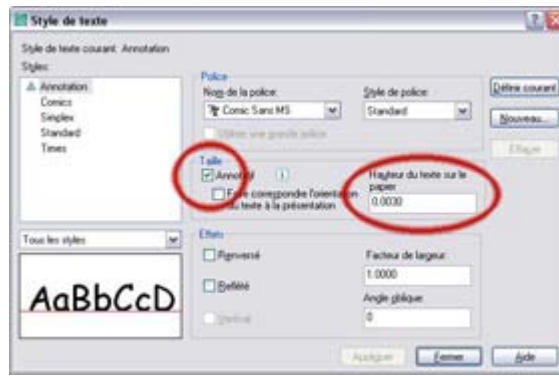 Style de texte
Style de texte courant: Annotation
Styles:
Annotation
Comics
Simplex
Standard
Times
Police
Nom de la police:
Comic Sans MS
Style de police:
Standard
Utiliser une grande police
Définir courant
Nouveau...
Effacer
Taille
Annotatif
Faire correspondre l'orientation
du texte à la présentation
Hauteur du texte sur le
papier
0.0030
Tous les styles
AaBbCcD
Effets
Renversé
Reflété
Vertical
Facteur de largeur:
1.0000
Angle oblique:
0
Appliquer
Fermer
Aide